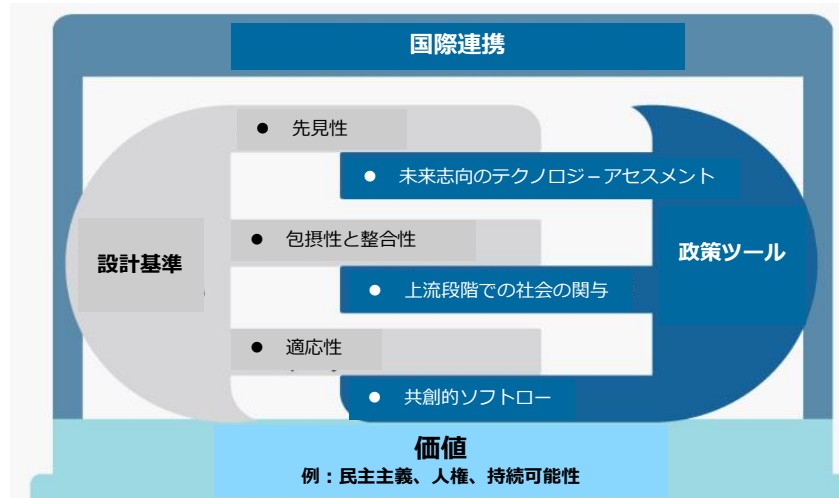 国際連携
● 先見性
● 未来志向のテクノロジーアセスメント
● 包摂性と整合性
設計基準
政策ツール
● 上流段階での社会の関与
● 適応性
● 共創的ソフトロー
価値
例：民主主義、人権、持続可能性